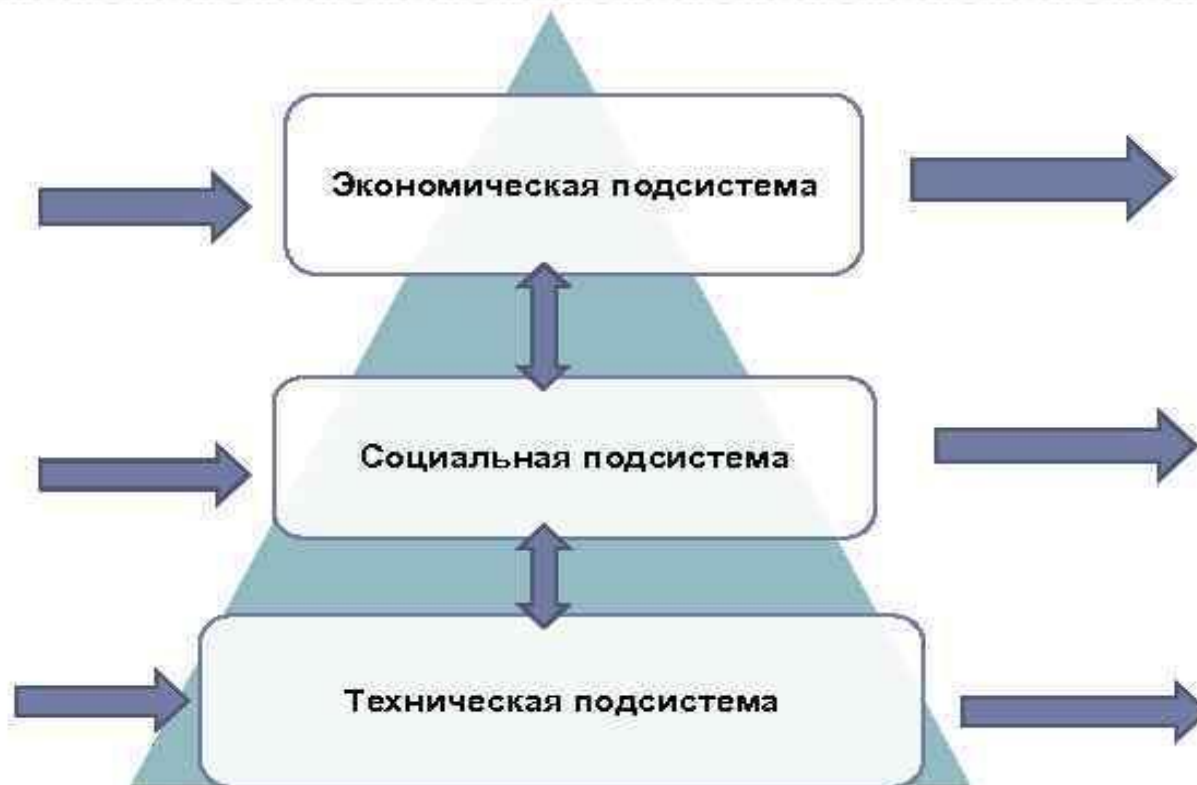 Экономическая подсистема
Социальная подсистема
Техническая подсистема